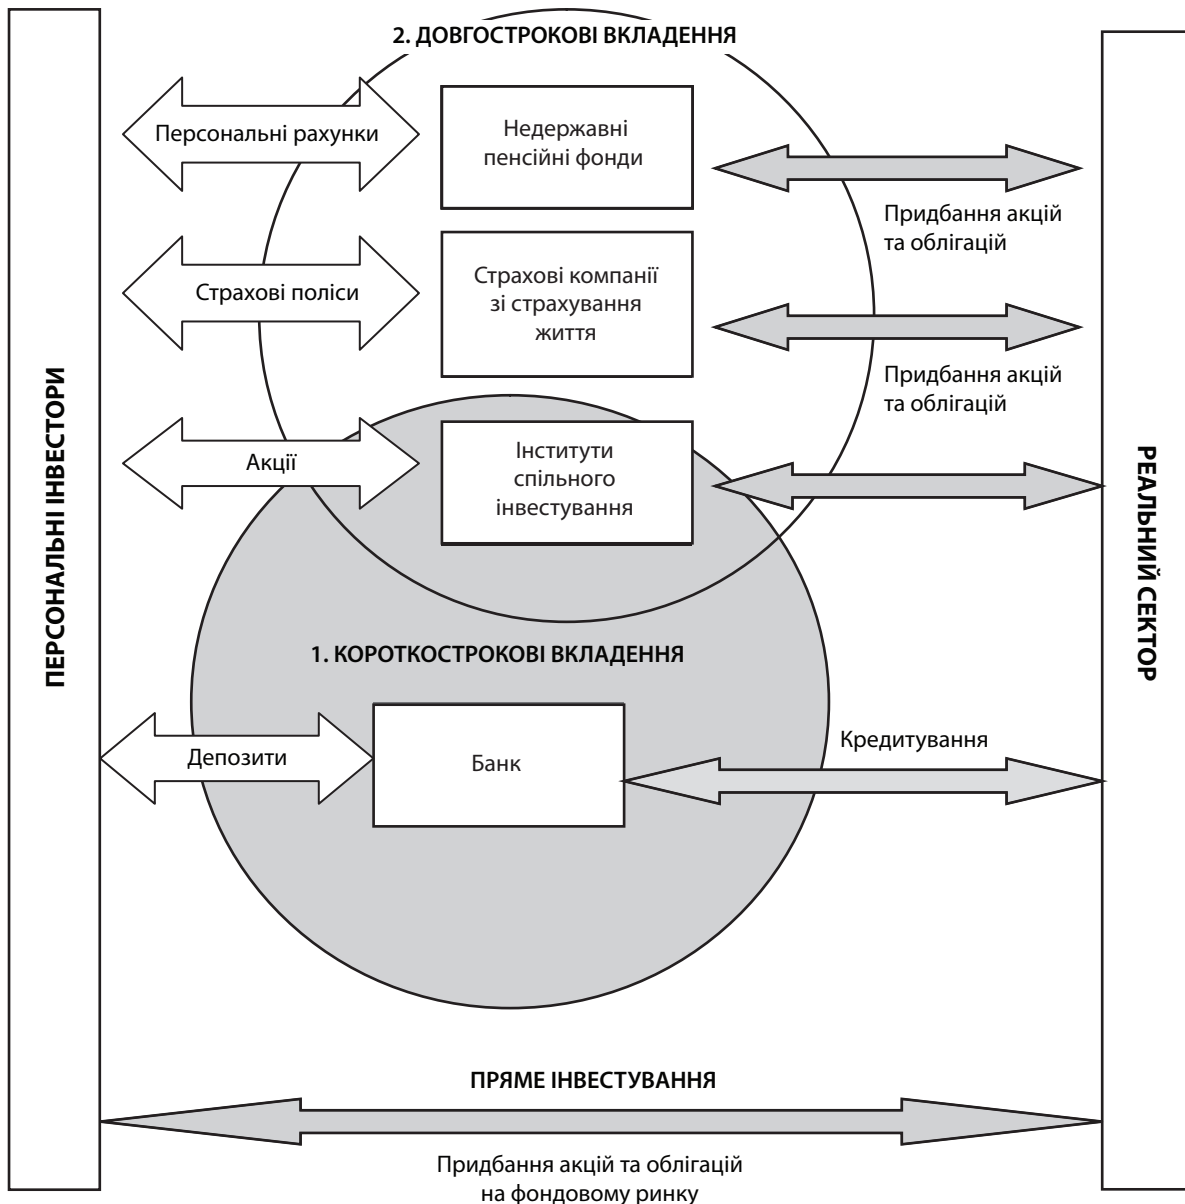 2. ДОВГОСТРОКОВІ ВКЛАДЕННЯ
ПЕРСОНАЛЬНІ ІНВЕСТОРИ
Персональні рахунки
Недержавні
пенсійні фонди
Придбання акцій
та облігацій
Страхові поліси
Страхові компанії
зі страхування
життя
Придбання акцій
та облігацій
Акції
Інститути
спільного
інвестування
РЕАЛЬНИЙ СЕКТОР
1. КОРОТКОСТРОКОВІ ВКЛАДЕННЯ
Депозити
Банк
Кредитування
ПРЯМЕ ІНВЕСТУВАННЯ
Придбання акцій та облігацій
на фондовому ринку